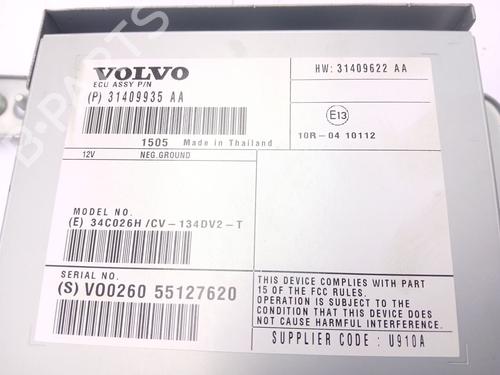 VOLVO
ECU ASSY P/N
(P) 31409935 AA
HW: 31409622 AA
E13
10R-04 10112
1505 Made in Thailand
12V NEG.GROUND
MODEL NO.
(E) 34C026H/CV-134DV2-T
SERIAL NO.
(S) VO0260 55127620
THIS DEVICE COMPLIES WITH PART
15 OF THE FCC RULES.
OPERATION IS SUBJECT TO THE
CONDITION THAT THIS DEVICE DOES
NOT CAUSE HARMFUL INTERFERENCE.
SUPPLIER CODE : U910A
B-PARTS